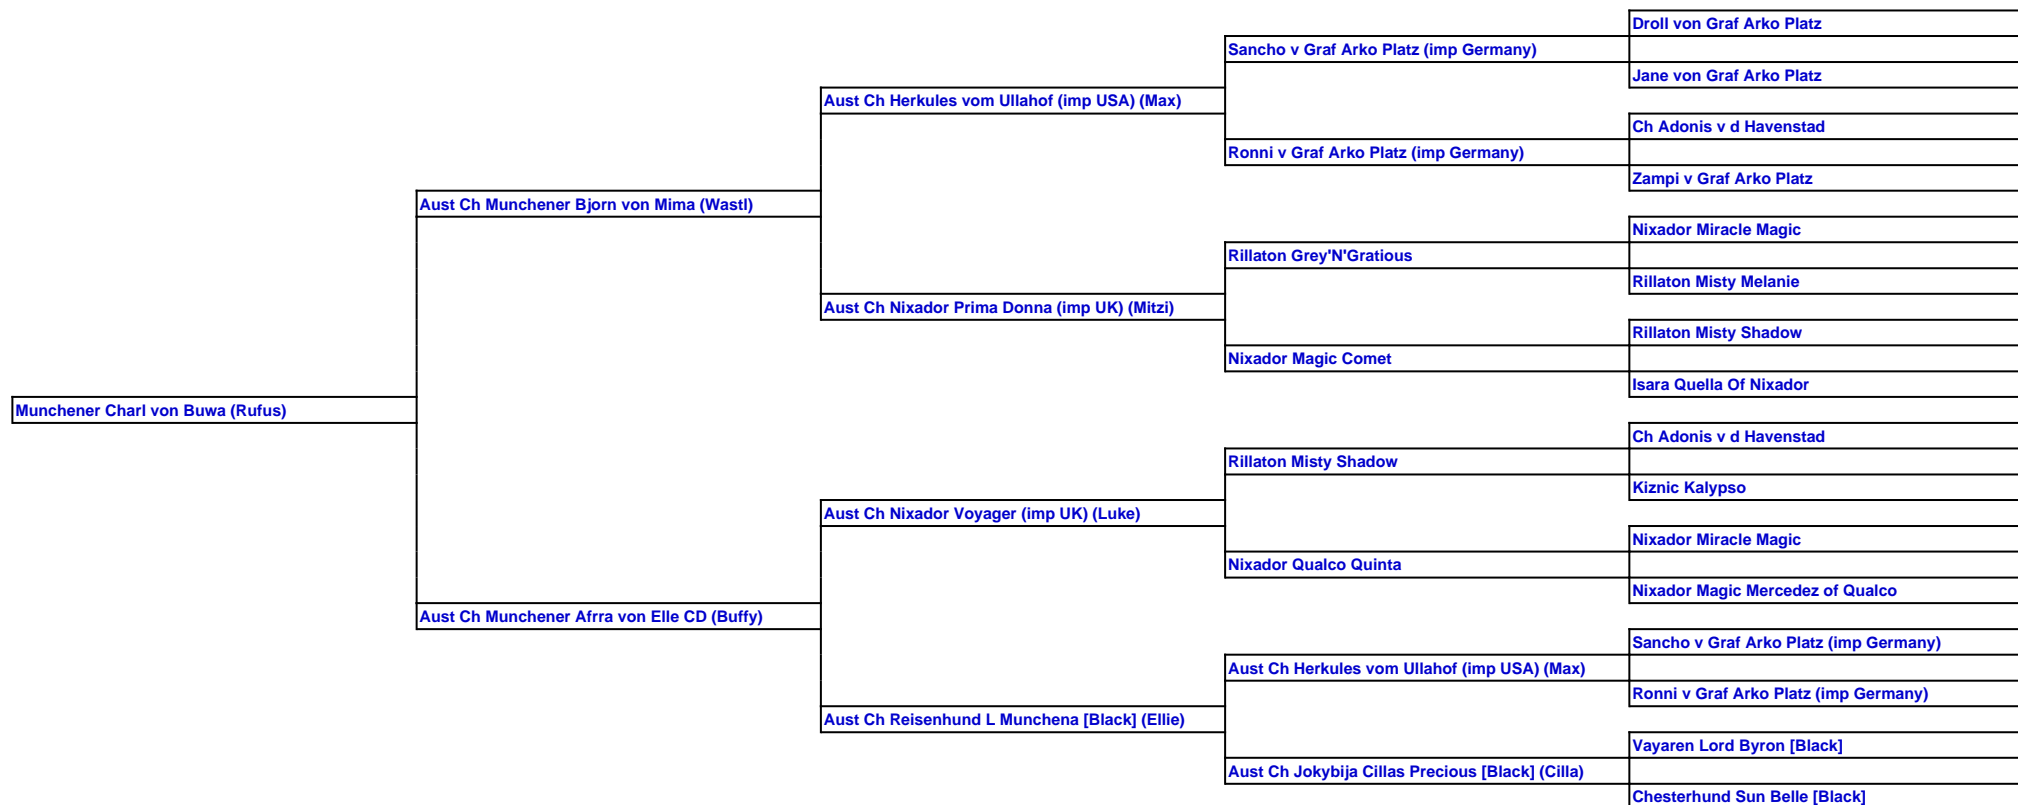 Droll von Graf Arko Platz
Sancho v Graf Arko Platz (imp Germany)
Jane von Graf Arko Platz
Aust Ch Herkules vom Ullahof (imp USA) (Max)
Ch Adonis v d Havenstad
Ronni v Graf Arko Platz (imp Germany)
Zampi v Graf Arko Platz
Aust Ch Munchener Bjorn von Mima (Wastl)
Nixador Miracle Magic
Rillaton Grey'N'Gratious
Rillaton Misty Melanie
Aust Ch Nixador Prima Donna (imp UK) (Mitzi)
Rillaton Misty Shadow
Nixador Magic Comet
Isara Quella Of Nixador
Munchener Charl von Buwa (Rufus)
Ch Adonis v d Havenstad
Rillaton Misty Shadow
Kiznic Kalypso
Aust Ch Nixador Voyager (imp UK) (Luke)
Nixador Miracle Magic
Nixador Qualco Quinta
Nixador Magic Mercedez of Qualco
Aust Ch Munchener Afrra von Elle CD (Buffy)
Sancho v Graf Arko Platz (imp Germany)
Aust Ch Herkules vom Ullahof (imp USA) (Max)
Ronni v Graf Arko Platz (imp Germany)
Aust Ch Reisenhund L Munchena [Black] (Ellie)
Vayaren Lord Byron [Black]
Aust Ch Jokybija Cillas Precious [Black] (Cilla)
Chesterhund Sun Belle [Black]